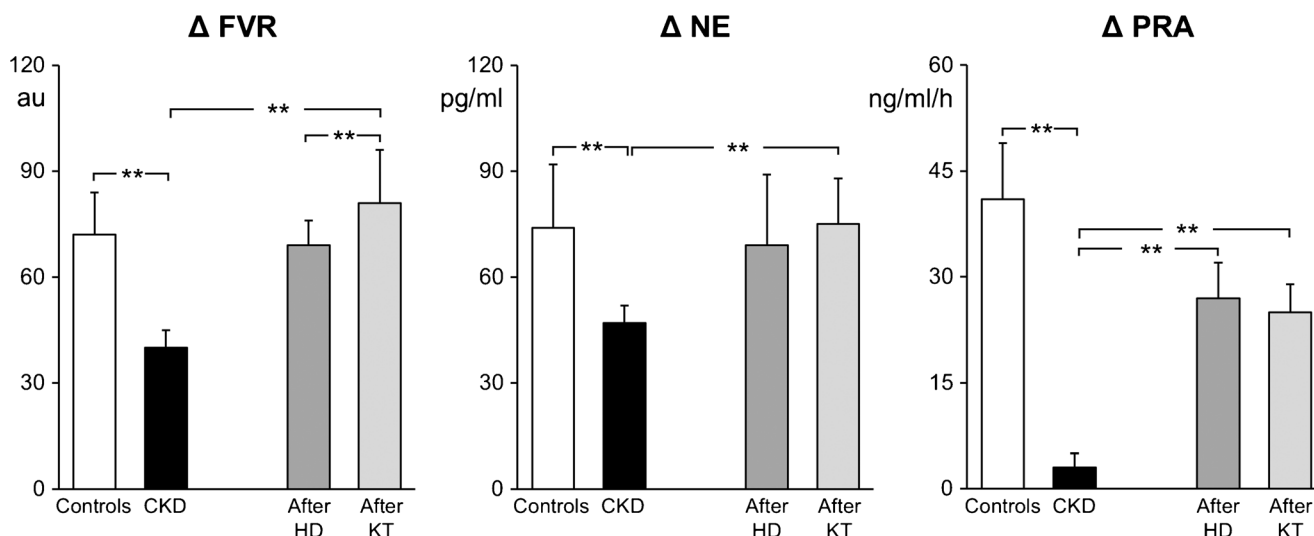 Δ FVR
120
au
90
60
30
0
**
**
**
Controls
CKD
After
HD
After
KT
Δ NE
120
pg/ml
90
60
30
0
**
**
Controls
CKD
After
HD
After
KT
Δ PRA
60
ng/ml/h
45
30
15
0
**
**
**
Controls
CKD
After
HD
After
KT